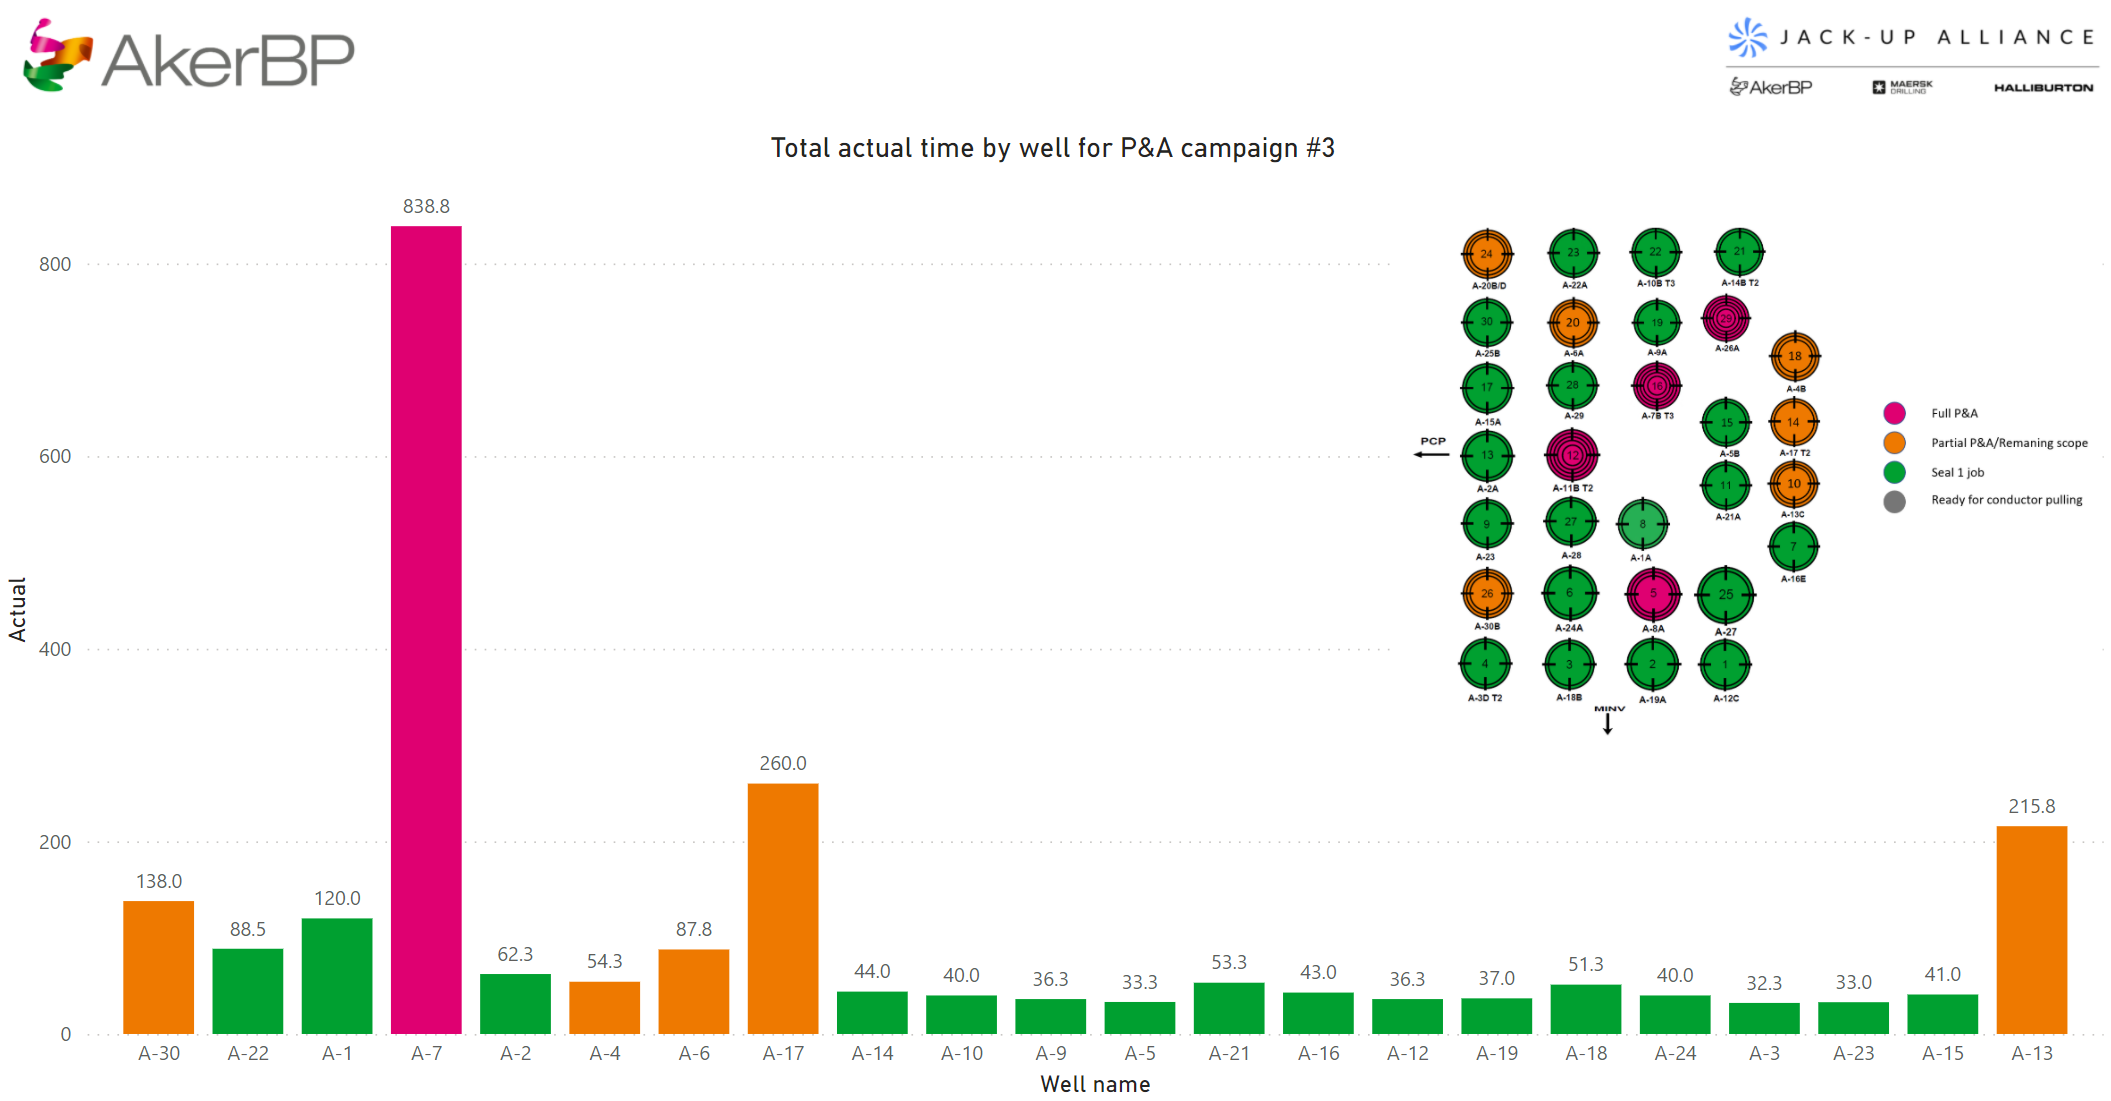 AkerBP
JACK-UP ALLIANCE
AkerBP
MAERSK
DRILLING
HALLIBURTON
Total actual time by well for P&A campaign #3
Actual
800
600
400
200
0
838.8
138.0
88.5
120.0
62.3
54.3
87.8
260.0
44.0
40.0
36.3
33.3
53.3
43.0
36.3
37.0
51.3
40.0
32.3
33.0
41.0
215.8
A-30
A-22
A-1
A-7
A-2
A-4
A-6
A-17
A-14
A-10
A-9
A-5
A-21
A-16
A-12
A-19
A-18
A-24
A-3
A-23
A-15
A-13
Well name
24
A-20B/D
23
A-22A
22
A-10B T3
21
A-14B T2
30
A-25B
20
A-6A
19
A-9A
29
A-26A
18
A-4B
17
A-15A
28
A-29
16
A-7B T3
15
A-5B
14
A-17 T2
PCP
13
A-2A
12
A-11B T2
11
A-21A
10
A-13C
9
A-23
27
A-28
8
A-1A
7
A-16E
26
A-30B
6
A-24A
5
A-8A
25
A-27
4
A-3D T2
3
A-18B
2
A-19A
1
A-12C
MINV
Full P&A
Partial P&A/Remaning scope
Seal 1 job
Ready for conductor pulling